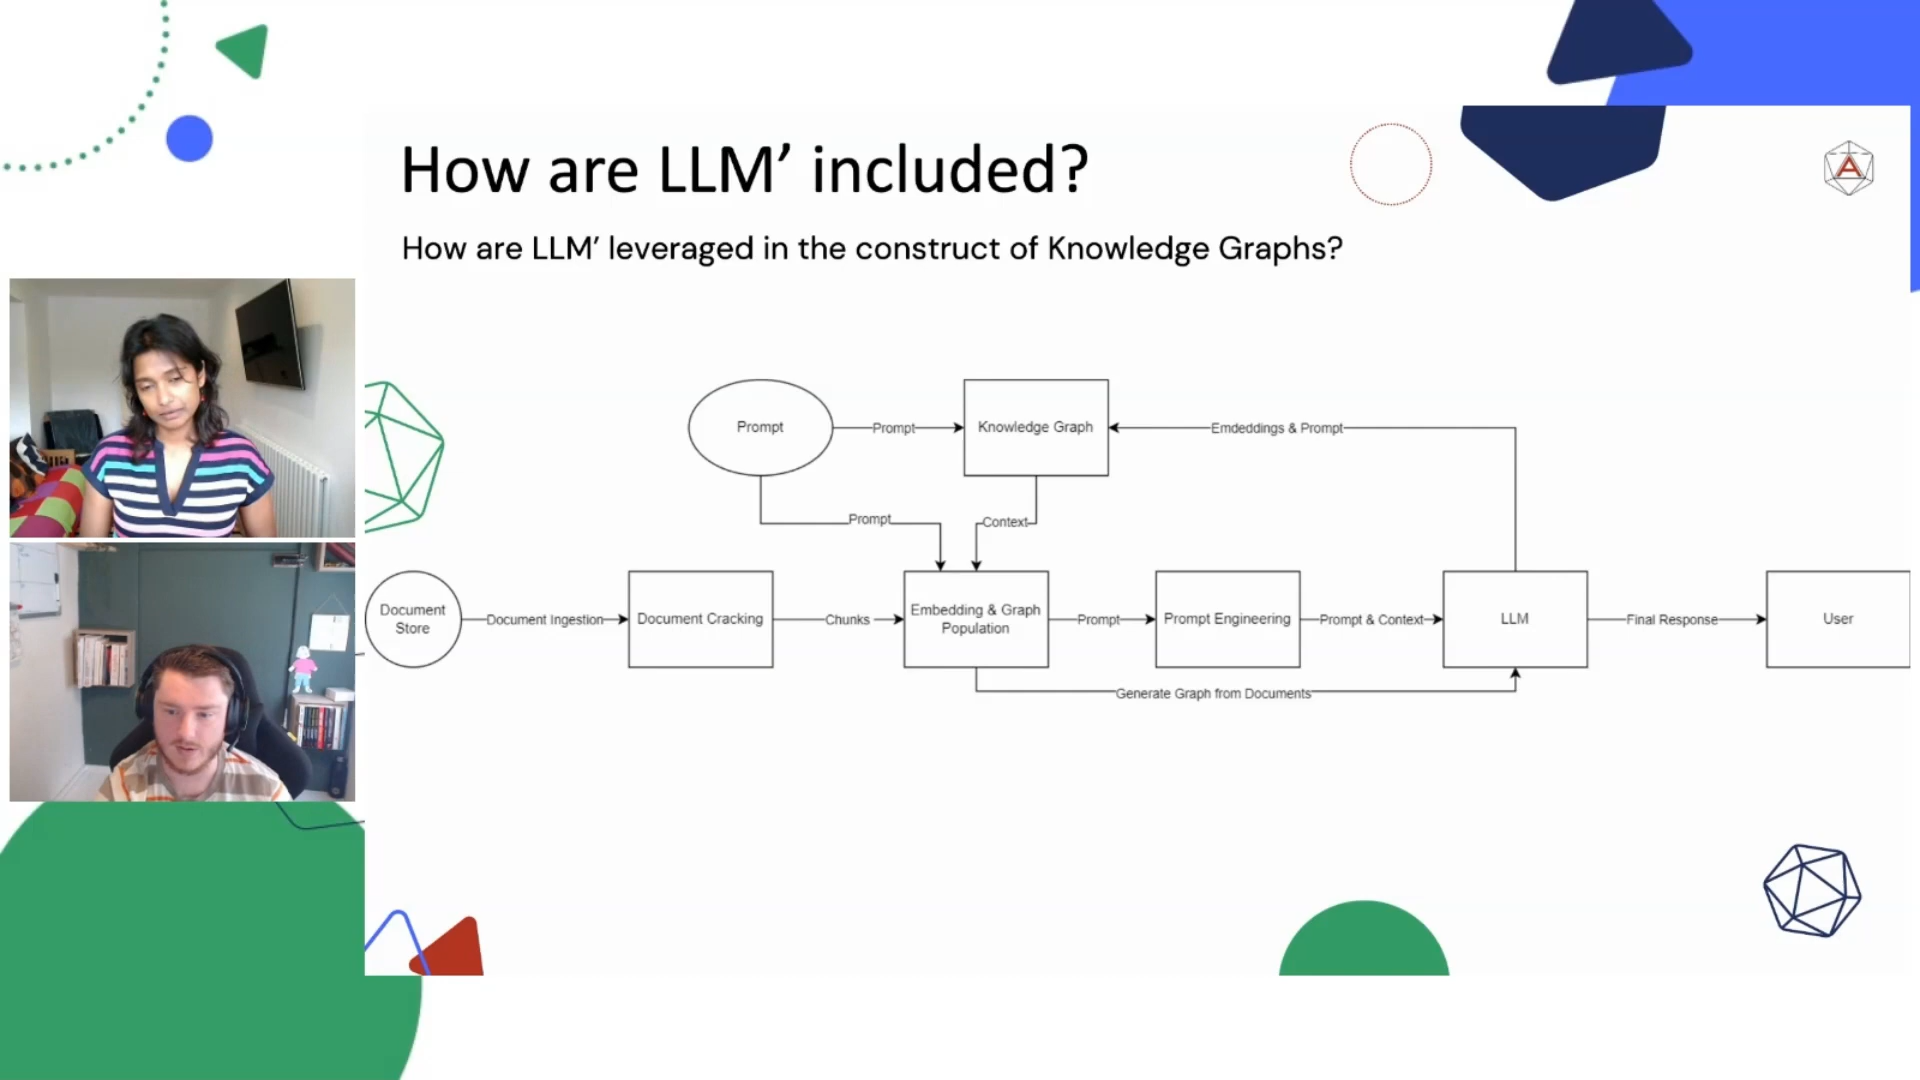 How are LLM’ included?
How are LLM’ leveraged in the construct of Knowledge Graphs?
Prompt
Prompt
Knowledge Graph
Emdeddings & Prompt
Prompt
Context
Document
Store
Document Ingestion
Document Cracking
Chunks
Embedding & Graph
Population
Prompt
Prompt Engineering
Prompt & Context
LLM
Final Response
User
Generate Graph from Documents
A